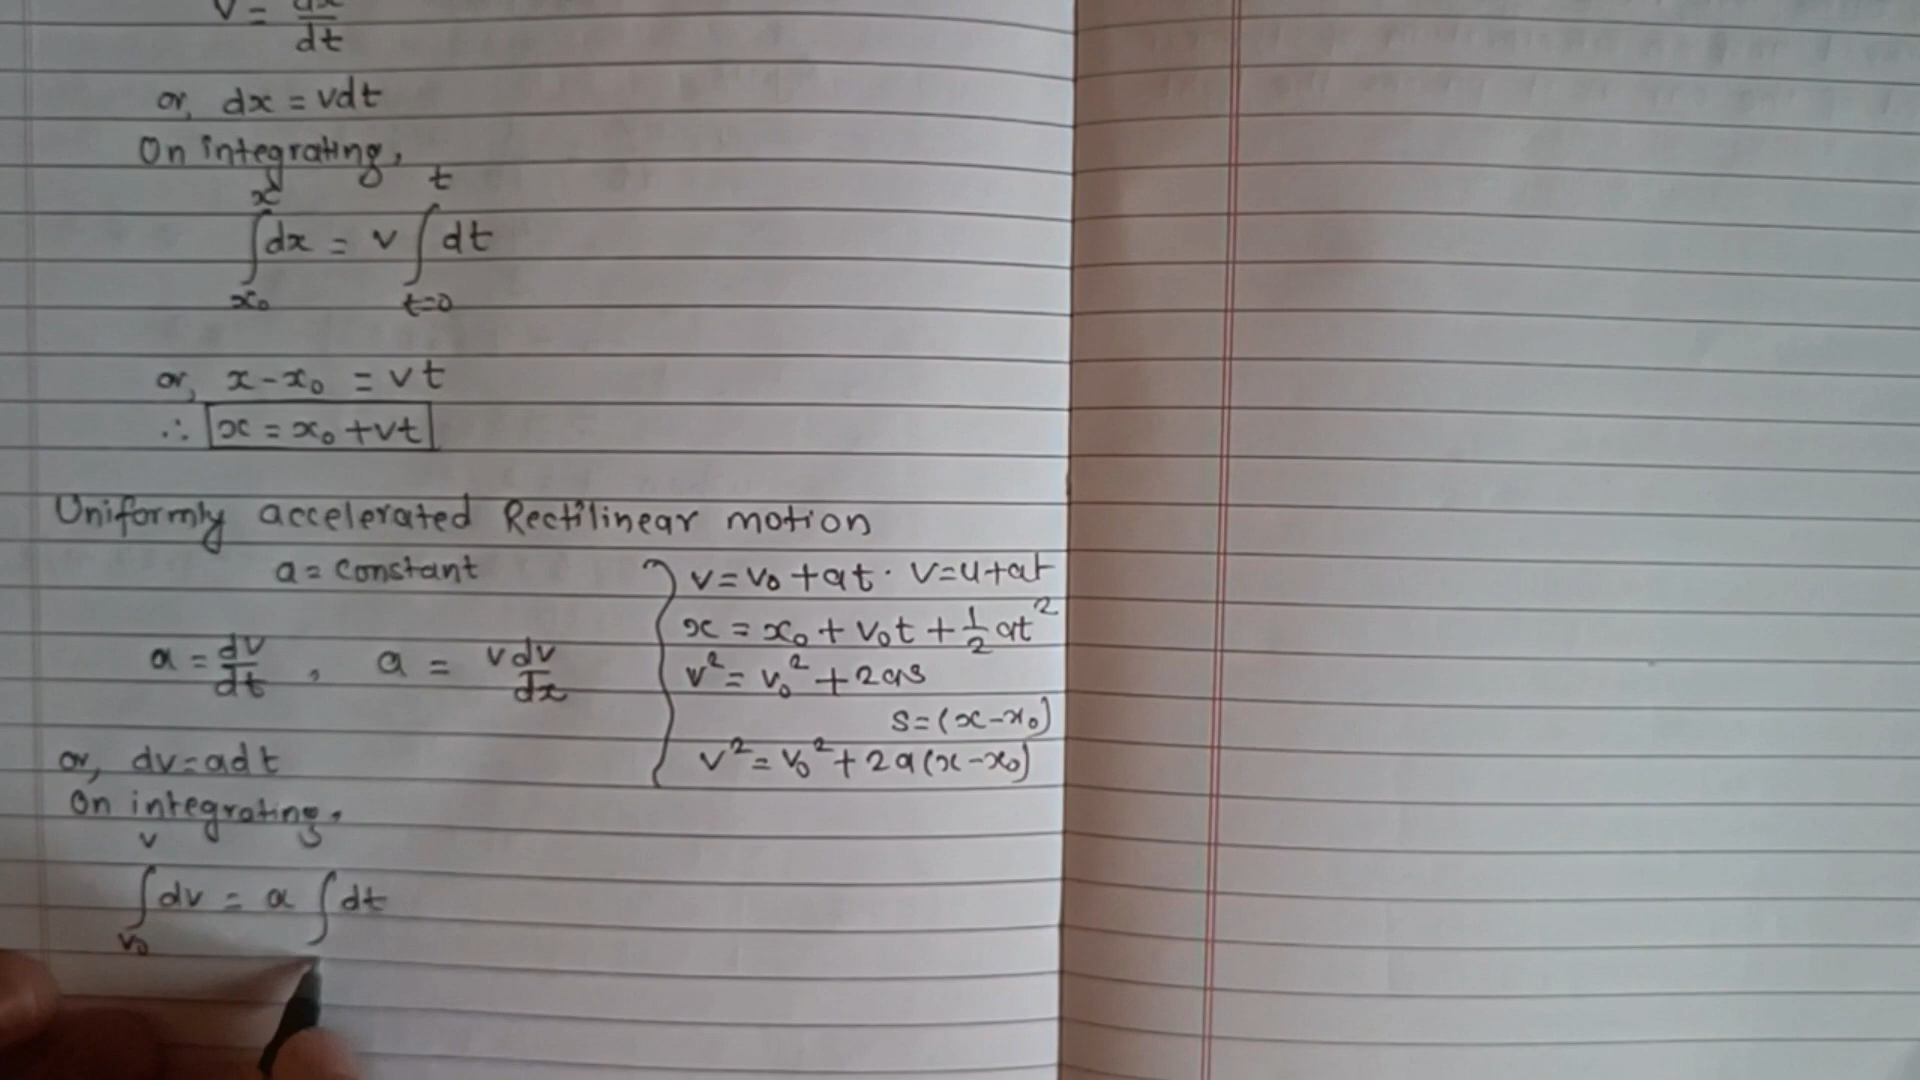 V = dx/dt
or, dx = vdt
On integrating,
∫_{x₀}^{x} dx = v ∫_{t=0}^{t} dt
or, x - x₀ = vt
∴ x = x₀ + vt
Uniformly accelerated Rectilinear motion
a = constant
a = dv/dt , a = vdv/dx
or, dv = adt
On integrating,
∫_{v₀}^{v} dv = a ∫ dt
v = v₀ + at . v = u + at
x = x₀ + v₀t + 1/2 at²
v² = v₀² + 2as
s = (x - x₀)
v² = v₀² + 2a(x - x₀)